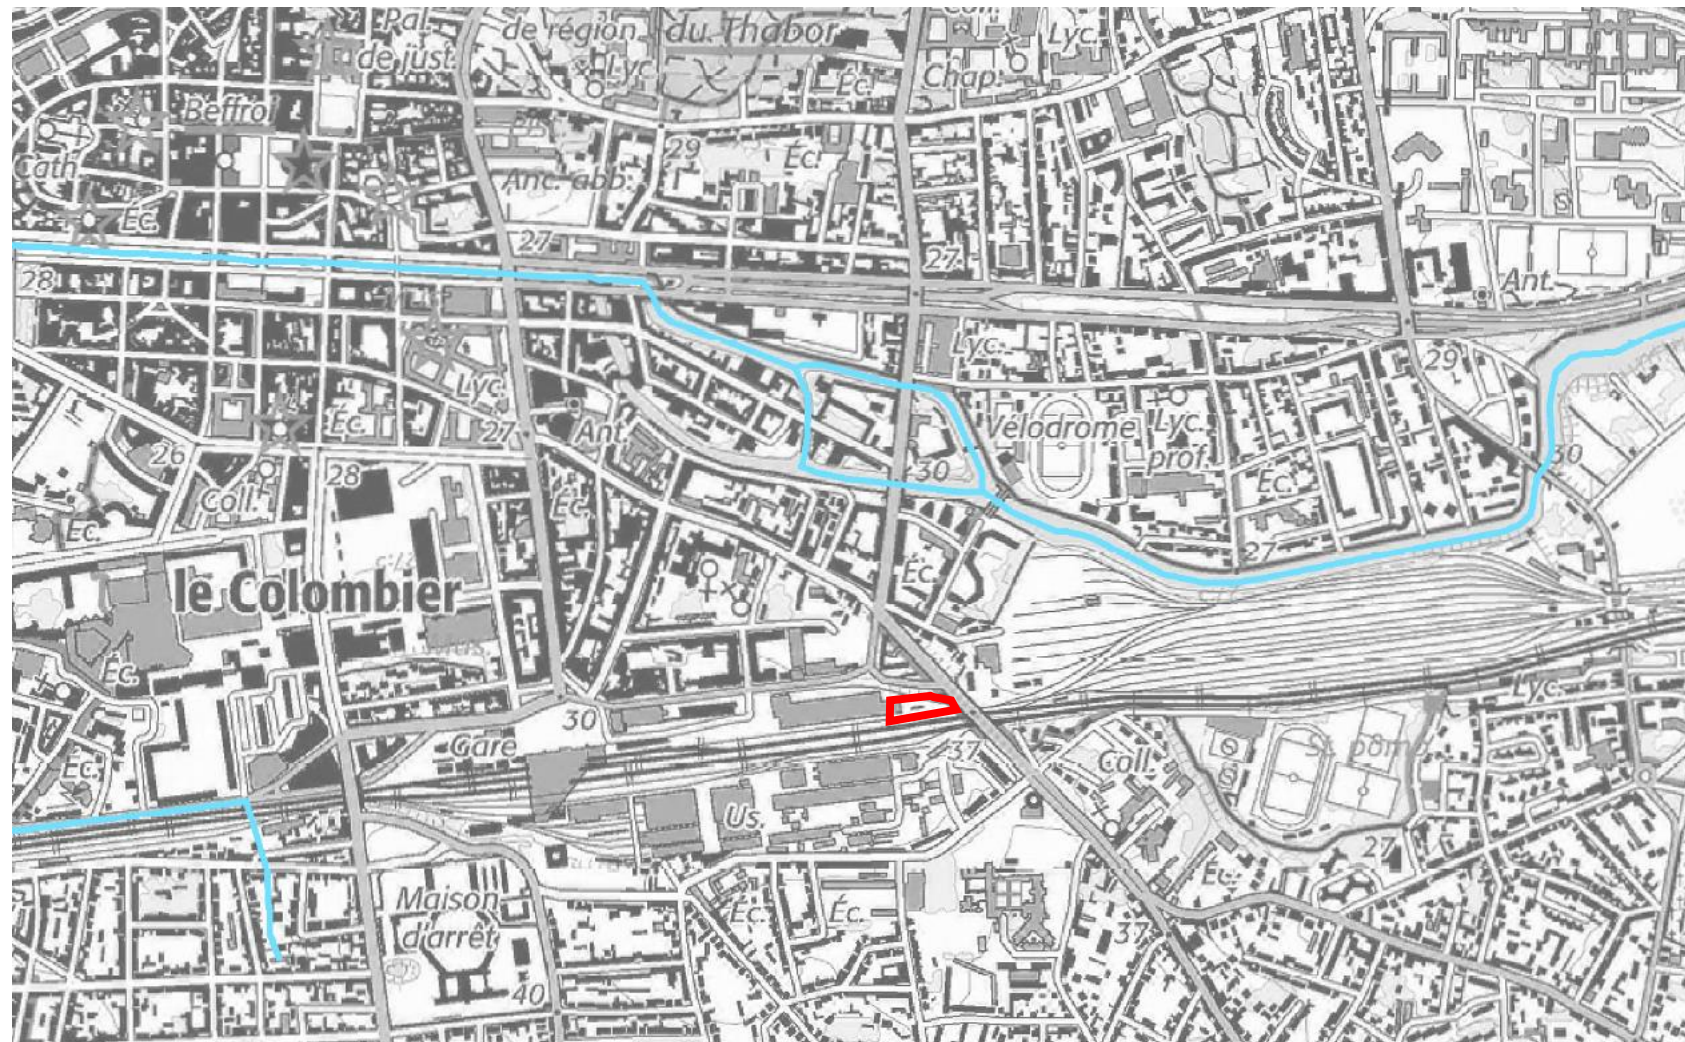 Pal.
de just.
de région
du Thabor
Coll.
Lyc.
Lyc.
Chap.
Éc.
Beffroi
Cath.
29
Éc.
Anc. abb.
Éc.
27
27
28
Ant.
Lyc.
29
Lyc.
Éc.
27
Ant.
Vélodrome
Lyc.
prof.
26
28
30
30
Coll.
Éc.
Éc.
Éc.
27
le Colombier
Éc.
Éc.
30
Gare
37
Coll.
Lyc.
Éc.
Us.
27
Maison
d'arrêt
Éc.
Éc.
Éc.
37
40